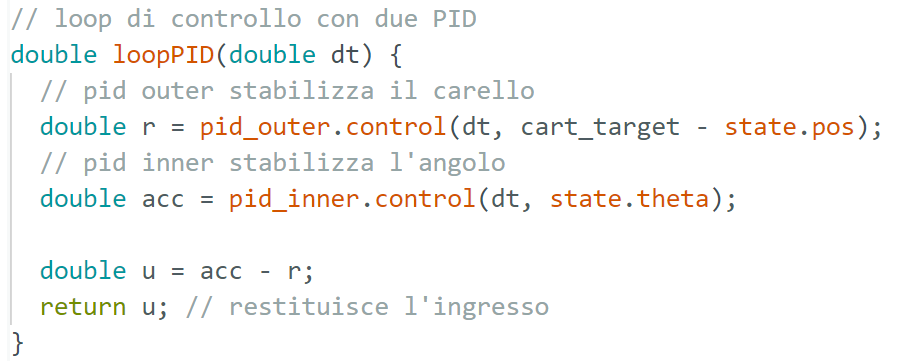 // loop di controllo con due PID
double loopPID(double dt) {
  // pid outer stabilizza il carello
  double r = pid_outer.control(dt, cart_target - state.pos);
  // pid inner stabilizza l'angolo
  double acc = pid_inner.control(dt, state.theta);

  double u = acc - r;
  return u; // restituisce l'ingresso
}